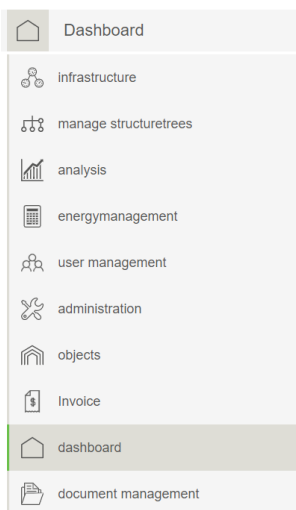 Dashboard
infrastructure
manage structuretrees
analysis
energymanagement
user management
administration
objects
$ Invoice
dashboard
document management